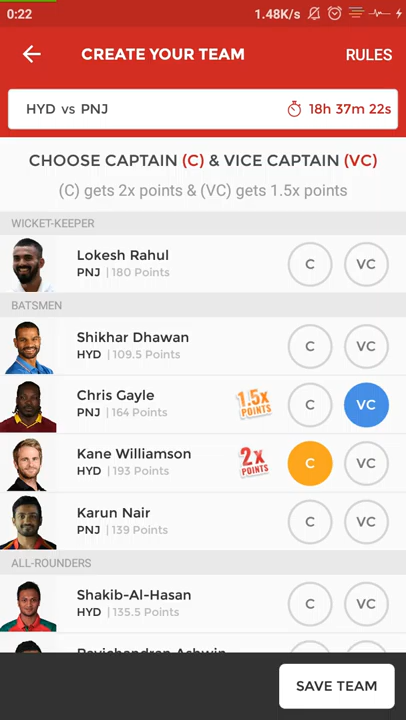 0:22 1.48K/s
CREATE YOUR TEAM RULES
HYD vs PNJ 18h 37m 22s
CHOOSE CAPTAIN (C) & VICE CAPTAIN (VC)
(C) gets 2x points & (VC) gets 1.5x points
WICKET-KEEPER
Lokesh Rahul
PNJ | 180 Points
C VC
BATSMEN
Shikhar Dhawan
HYD | 109.5 Points
C VC
Chris Gayle
PNJ | 164 Points
1.5x
POINTS
C VC
Kane Williamson
HYD | 193 Points
2x
POINTS
C VC
Karun Nair
PNJ | 139 Points
C VC
ALL-ROUNDERS
Shakib-Al-Hasan
HYD | 135.5 Points
C VC
Ravichandran Ashwin
SAVE TEAM